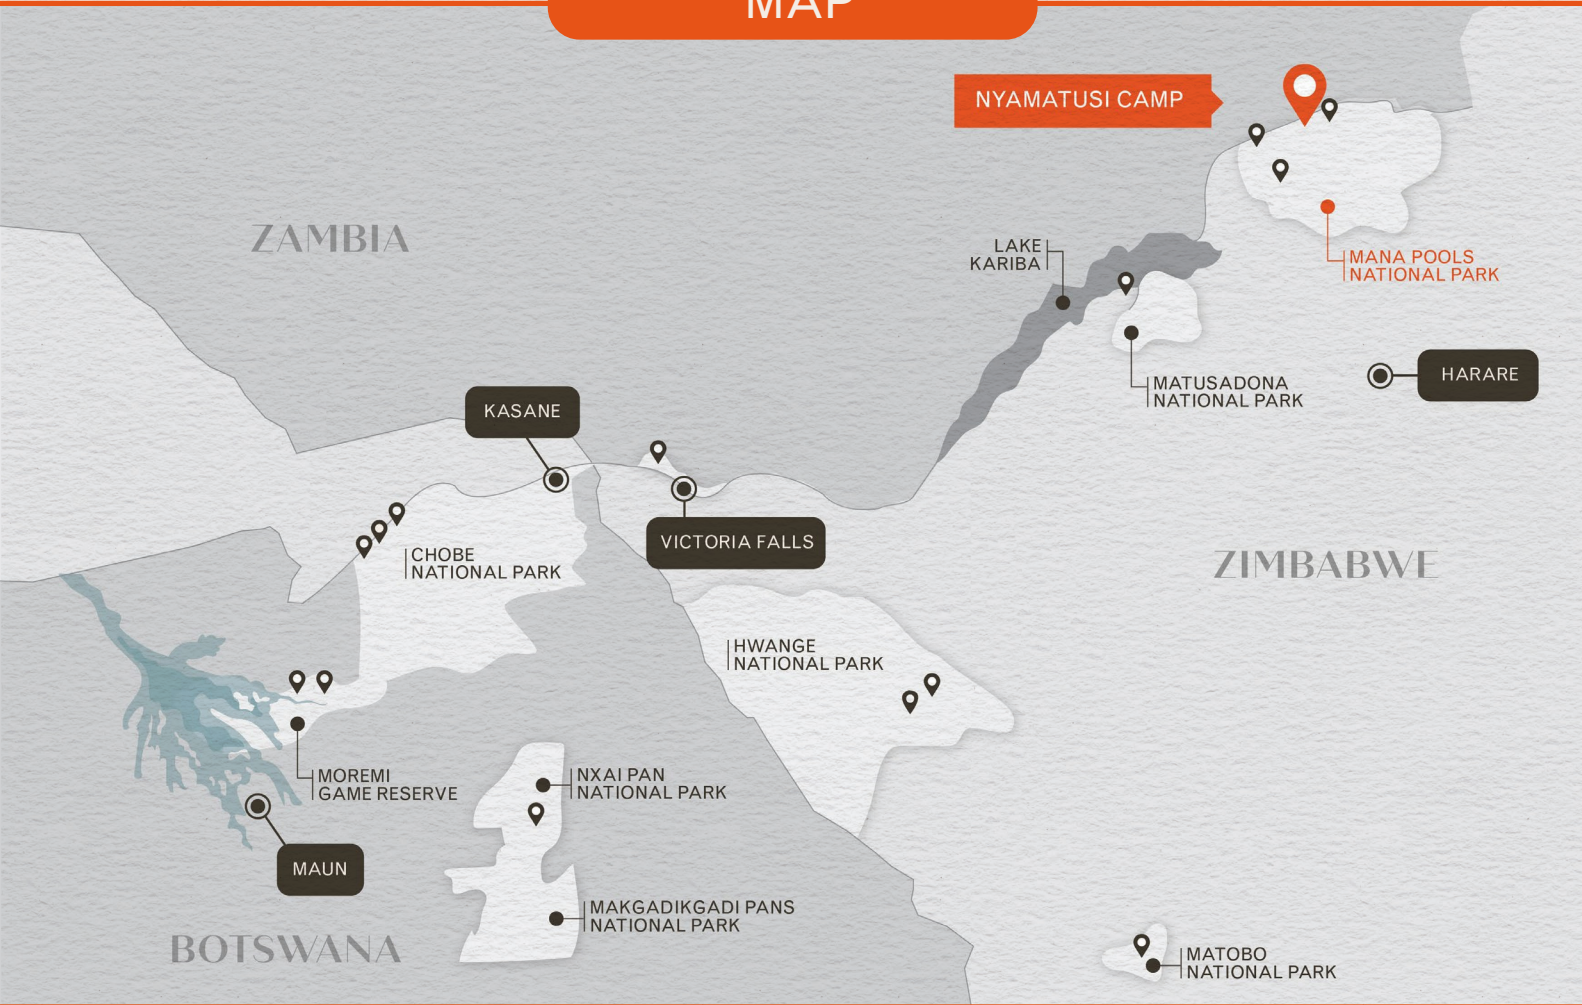 MAP
NYAMATUSI CAMP
ZAMBIA
LAKE
KARIBA
MANA POOLS
NATIONAL PARK
HARARE
MATUSADONA
NATIONAL PARK
KASANE
VICTORIA FALLS
CHOBE
NATIONAL PARK
ZIMBABWE
HWANGE
NATIONAL PARK
MOREMI
GAME RESERVE
NXAI PAN
NATIONAL PARK
MAUN
MAKGADIKGADI PANS
NATIONAL PARK
BOTSWANA
MATOBO
NATIONAL PARK